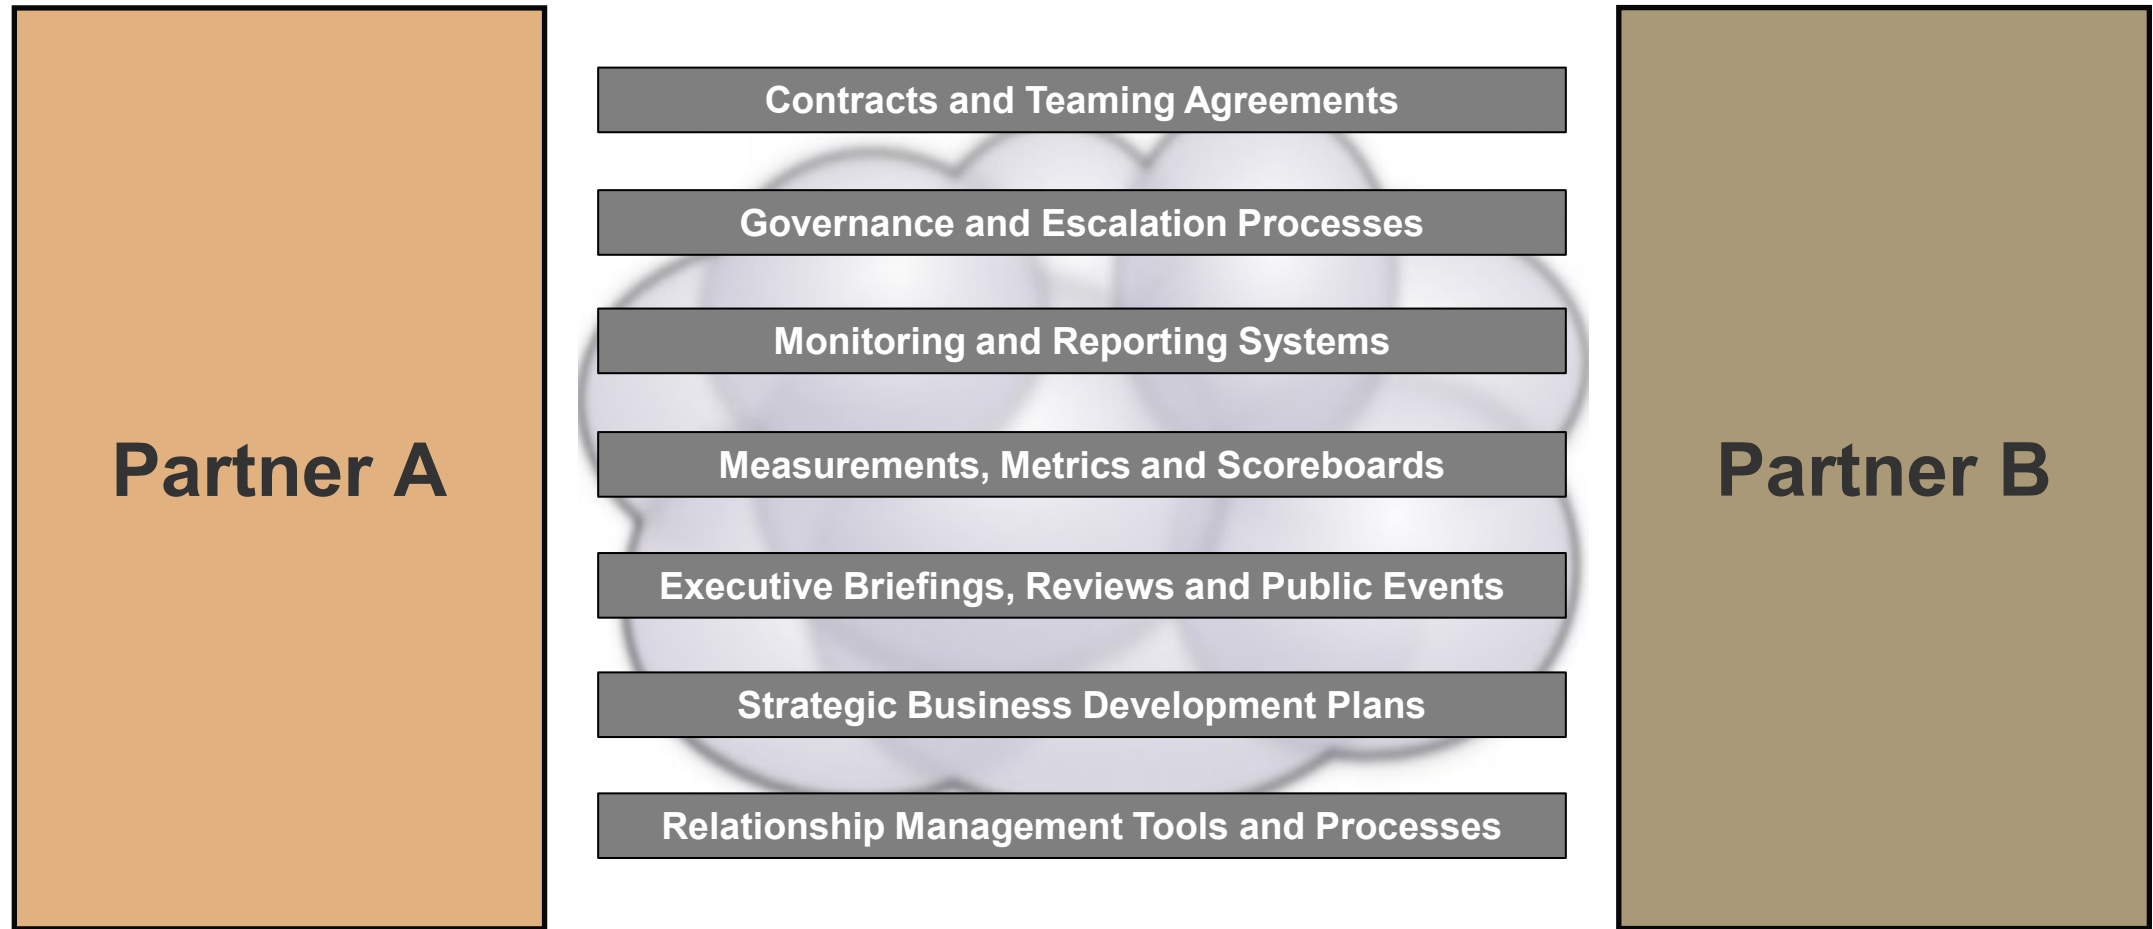 Partner A
Contracts and Teaming Agreements
Governance and Escalation Processes
Monitoring and Reporting Systems
Measurements, Metrics and Scoreboards
Executive Briefings, Reviews and Public Events
Strategic Business Development Plans
Relationship Management Tools and Processes
Partner B